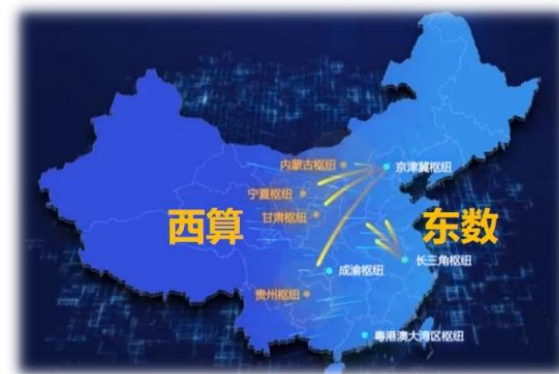 内蒙古枢纽
京津冀枢纽
宁夏枢纽
甘肃枢纽
西算
东数
长三角枢纽
成渝枢纽
贵州枢纽
粤港澳大湾区枢纽